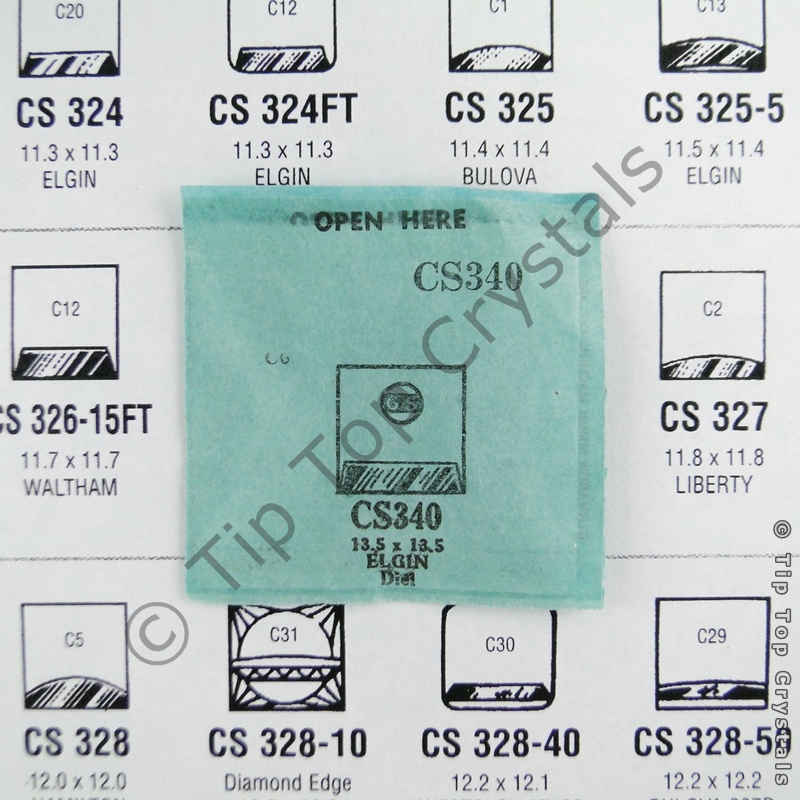 C20 C12 C1 C13
CS 324 CS 324FT CS 325 CS 325-5
11.3 x 11.3 11.3 x 11.3 11.4 x 11.4 11.5 x 11.4
ELGIN ELGIN BULOVA ELGIN
OPEN HERE
CS340
C6
GS
CS340
13.5 x 13.5
ELGIN
Dial
C12
CS 326-15FT
11.7 x 11.7
WALTHAM
C2
CS 327
11.8 x 11.8
LIBERTY
C5 C31 C30 C29
CS 328 CS 328-10 CS 328-40
12.0 x 12.0 Diamond Edge 12.2 x 12.1 12.2 x 12.2
HAMILTON
© Tip Top Crystals
© Tip Top Crystals